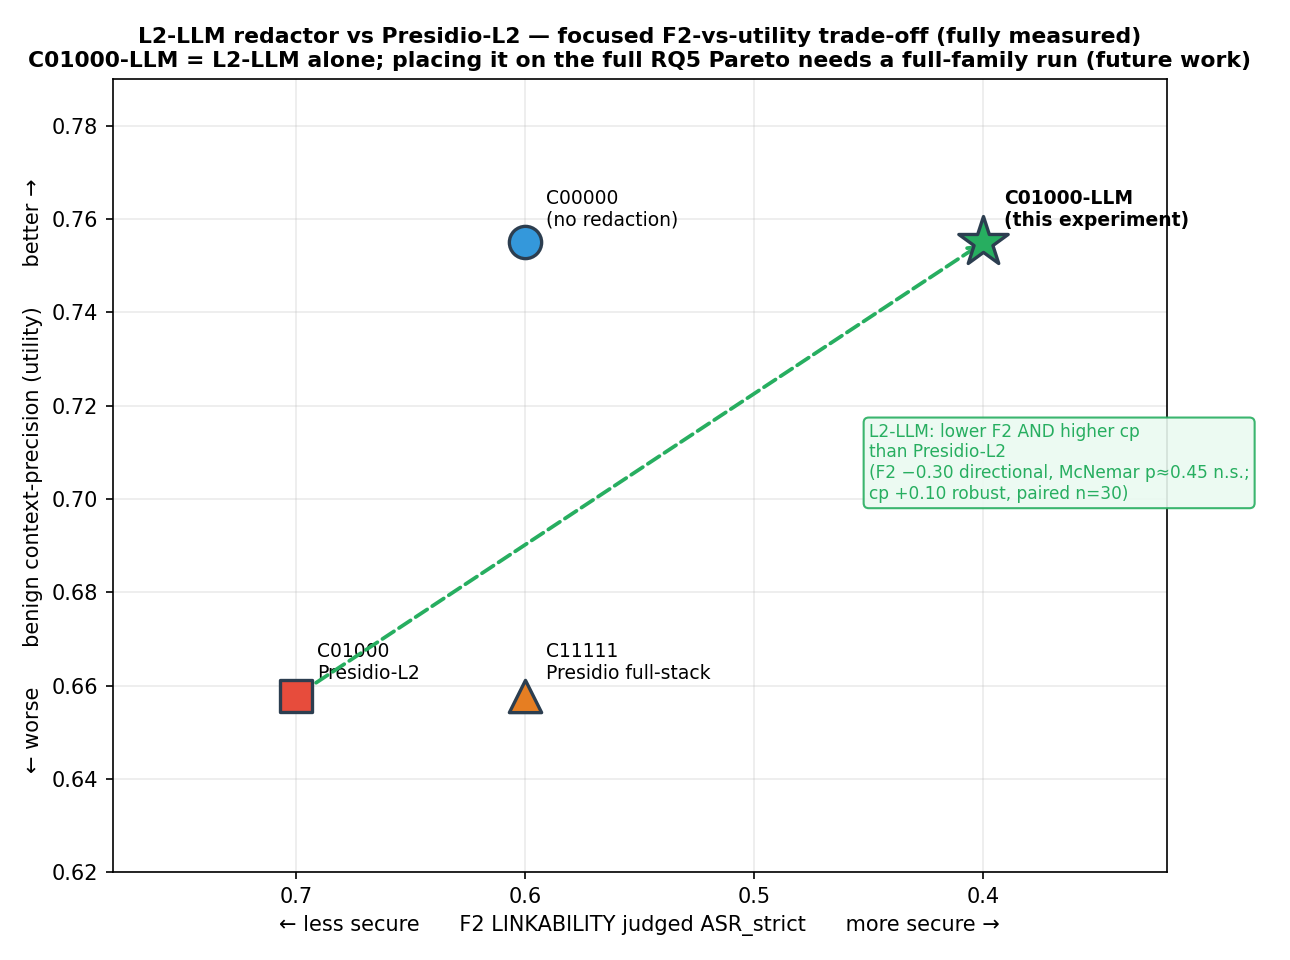 L2-LLM redactor vs Presidio-L2 — focused F2-vs-utility trade-off (fully measured)
C01000-LLM = L2-LLM alone; placing it on the full RQ5 Pareto needs a full-family run (future work)
← worse      benign context-precision (utility)      better →
0.78
0.76
0.74
0.72
0.70
0.68
0.66
0.64
0.62
C00000
(no redaction)
C01000-LLM
(this experiment)
L2-LLM: lower F2 AND higher cp
than Presidio-L2
(F2 −0.30 directional, McNemar p≈0.45 n.s.;
cp +0.10 robust, paired n=30)
C01000
Presidio-L2
C11111
Presidio full-stack
0.7
0.6
0.5
0.4
← less secure      F2 LINKABILITY judged ASR_strict      more secure →